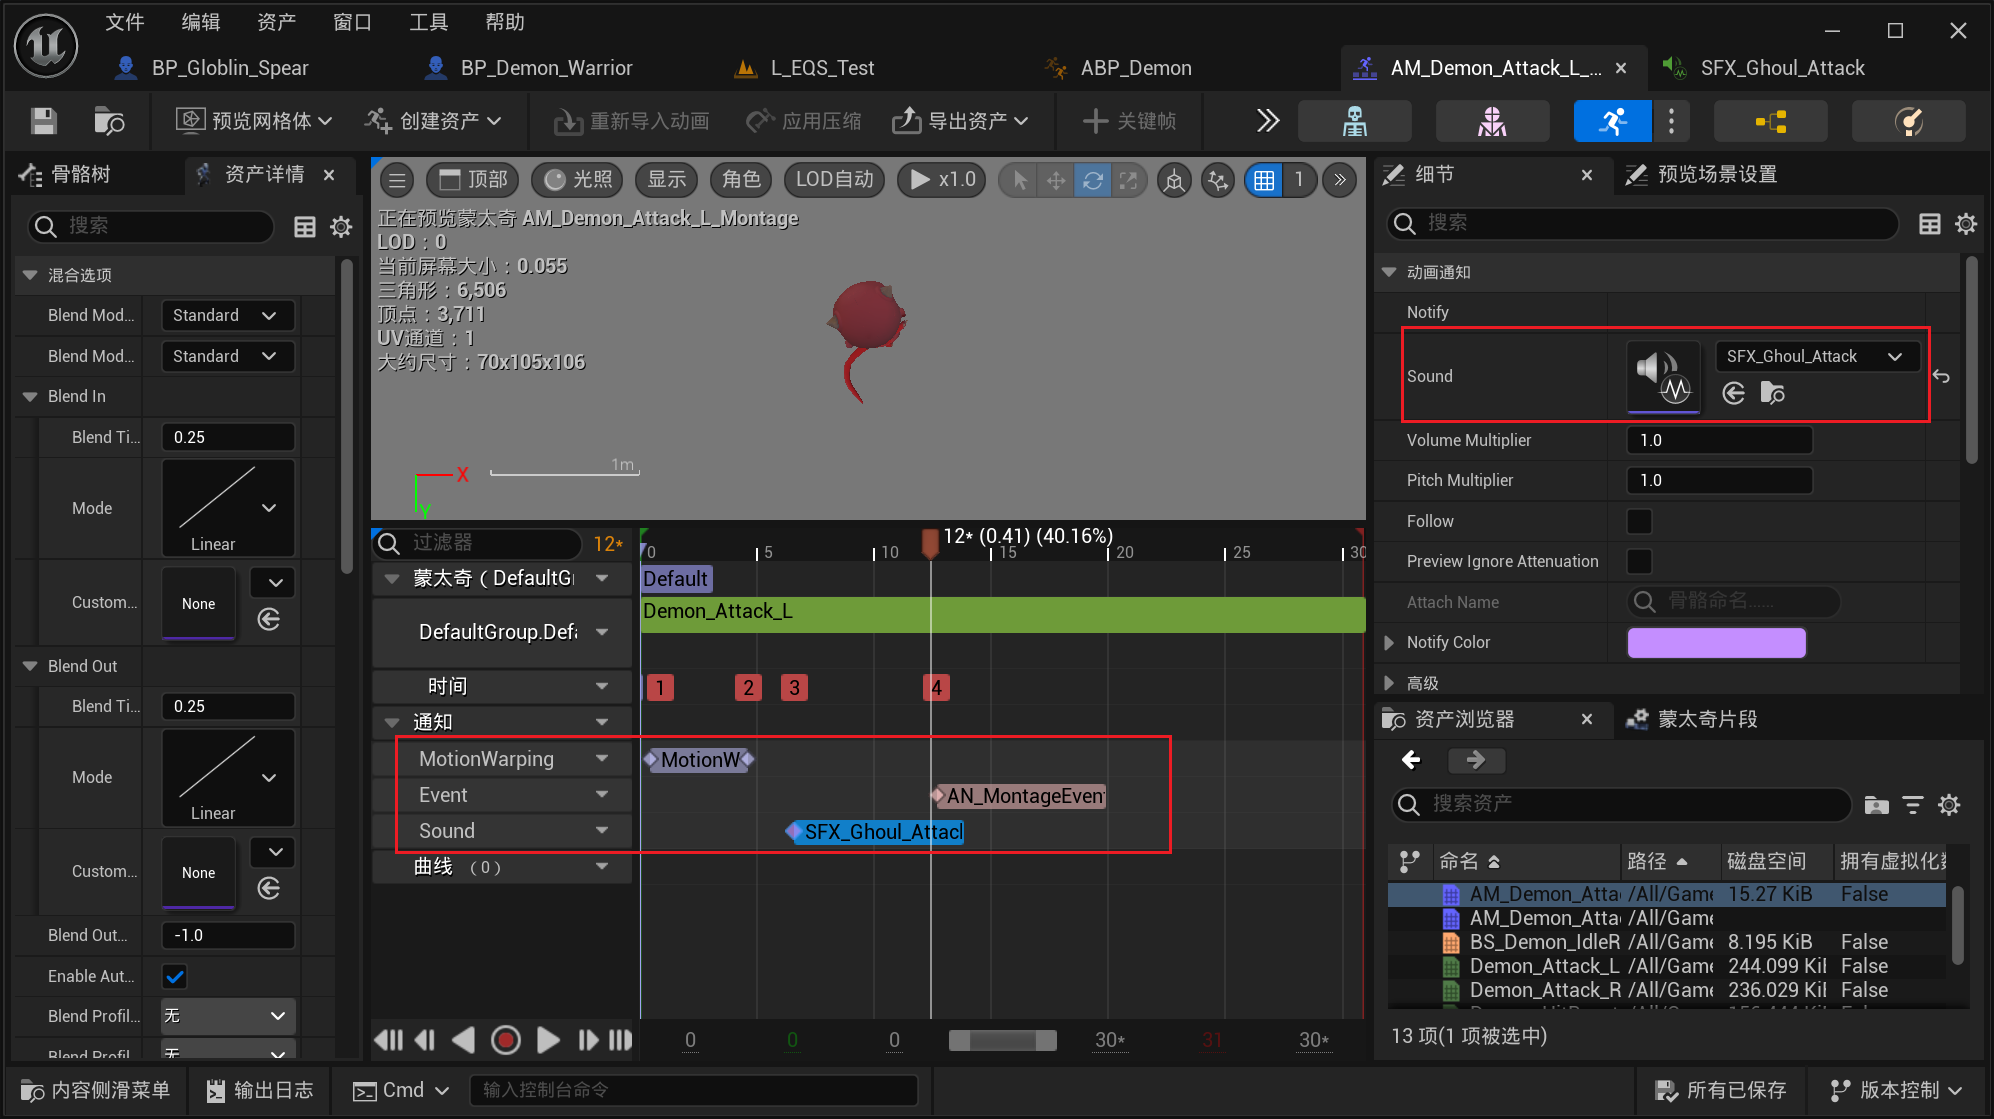 文件 编辑 资产 窗口 工具 帮助
BP_Globlin_Spear BP_Demon_Warrior L_EQS_Test ABP_Demon AM_Demon_Attack_L_... SFX_Ghoul_Attack
预览网格体 创建资产 重新导入动画 应用压缩 导出资产 关键帧
骨骼树 资产详情
搜索
混合选项
Blend Mod... Standard
Blend Mod... Standard
Blend In
Blend Ti... 0.25
Mode Linear
Custom... None
Blend Out
Blend Ti... 0.25
Mode Linear
Custom... None
Blend Out... -1.0
Enable Aut...
Blend Profil... 无
Blend Profil... 无
顶部 光照 显示 角色 LOD自动 x1.0 1
正在预览蒙太奇 AM_Demon_Attack_L_Montage
LOD：0
当前屏幕大小：0.055
三角形：6,506
顶点：3,711
UV通道：1
大约尺寸：70x105x106
X Y 1m
过滤器 12*
12* (0.41) (40.16%)
0 5 10 15 20 25 30
蒙太奇（DefaultG Default
Demon_Attack_L
DefaultGroup.Defa
时间 1 2 3 4
通知
MotionWarping MotionW
Event AN_MontageEven
Sound SFX_Ghoul_Attac
曲线 （0）
0 0 0 30* 31 30*
细节 预览场景设置
搜索
动画通知
Notify
Sound SFX_Ghoul_Attack
Volume Multiplier 1.0
Pitch Multiplier 1.0
Follow
Preview Ignore Attenuation
Attach Name 骨骼命名......
Notify Color
高级
资产浏览器 蒙太奇片段
搜索资产
命名 路径 磁盘空间 拥有虚拟化
AM_Demon_Atta /All/Game 15.27 KiB False
AM_Demon_Atta /All/Game
BS_Demon_IdleR /All/Game 8.195 KiB False
Demon_Attack_L /All/Game 244.099 Ki False
Demon_Attack_R /All/Game 236.029 Ki False
13 项(1 项被选中)
内容侧滑菜单 输出日志 Cmd 输入控制台命令 所有已保存 版本控制